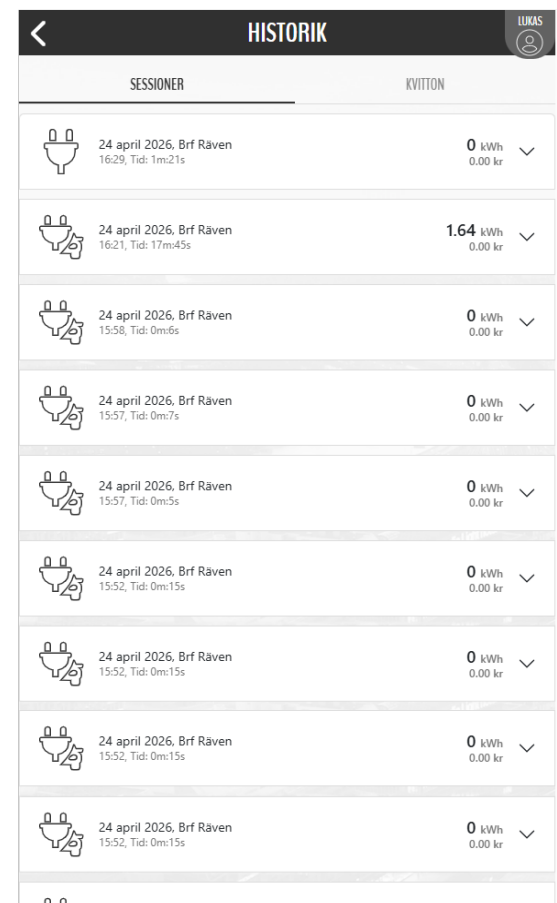 HISTORIK
LUKAS
SESSIONER
KVITTON
24 april 2026, Brf Räven
16:29, Tid: 1m:21s
0 kWh
0.00 kr
24 april 2026, Brf Räven
16:21, Tid: 17m:45s
1.64 kWh
0.00 kr
24 april 2026, Brf Räven
15:58, Tid: 0m:6s
0 kWh
0.00 kr
24 april 2026, Brf Räven
15:57, Tid: 0m:7s
0 kWh
0.00 kr
24 april 2026, Brf Räven
15:57, Tid: 0m:5s
0 kWh
0.00 kr
24 april 2026, Brf Räven
15:52, Tid: 0m:15s
0 kWh
0.00 kr
24 april 2026, Brf Räven
15:52, Tid: 0m:15s
0 kWh
0.00 kr
24 april 2026, Brf Räven
15:52, Tid: 0m:15s
0 kWh
0.00 kr
24 april 2026, Brf Räven
15:52, Tid: 0m:15s
0 kWh
0.00 kr